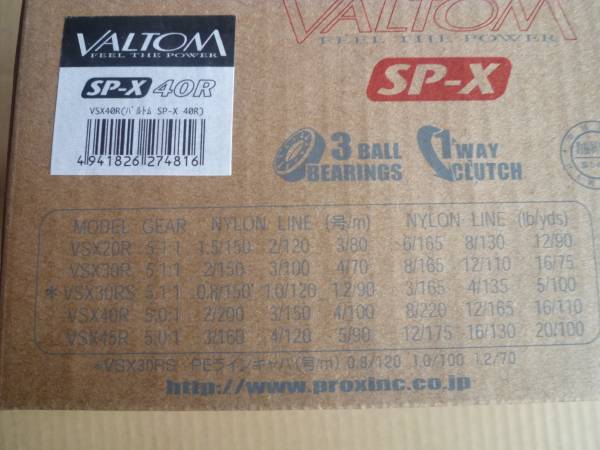 VALTOM
FEEL THE POWER
SP-X 40R
VSX40R(バルトム SP-X 40R)
4 941826 274816
VALTOM
FEEL THE POWER
SP-X
3 BALL BEARINGS
1 WAY CLUTCH
MODEL GEAR NYLON LINE (号/m) NYLON LINE (lb/yds)
VSX20R 5.1:1 1.5/150 2/120 3/80 6/165 8/130 12/90
VSX30R 5.1:1 2/150 3/100 4/70 8/165 12/110 16/75
*VSX30RS 5.1:1 0.8/150 1.0/120 1.2/90 3/165 4/135 5/100
VSX40R 5.0:1 2/200 3/150 4/100 8/220 12/165 16/110
VSX45R 5.0:1 3/160 4/120 5/90 12/175 16/130 20/100
*VSX30RS PEラインキャパ(号/m) 0.8/120 1.0/100 1.2/70
http://www.proxinc.co.jp